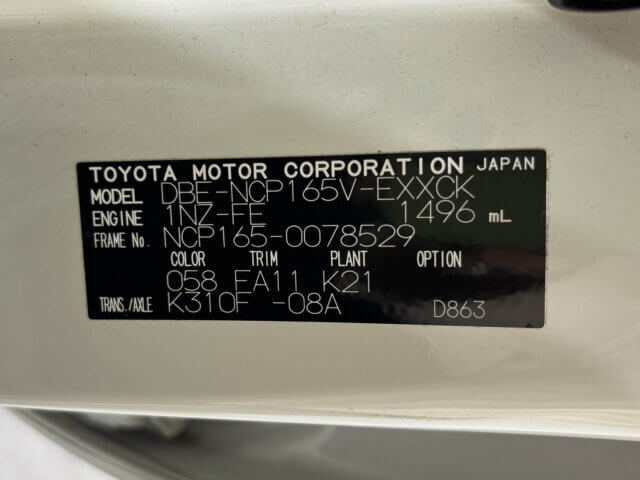 TOYOTA MOTOR CORPORATION JAPAN
MODEL DBE-NCP165V-EXXCK
ENGINE 1NZ-FE 1496 mL
FRAME No. NCP165-0078529
COLOR TRIM PLANT OPTION
058 EA11 K21
TRANS./AXLE K310F -08A D863